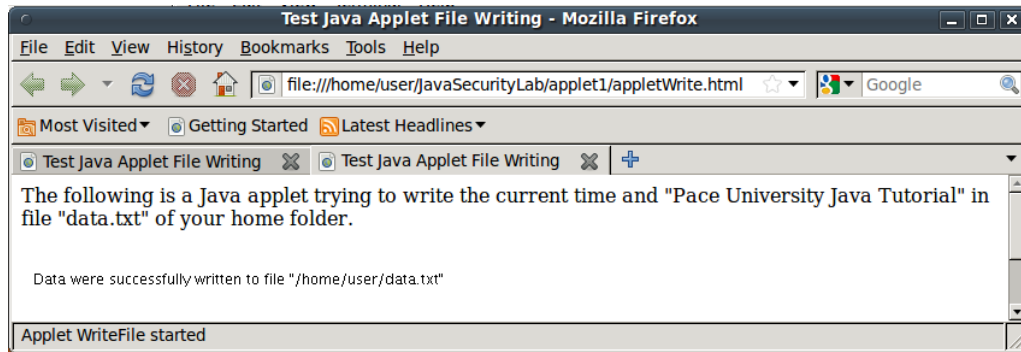 Test Java Applet File Writing - Mozilla Firefox
File Edit View History Bookmarks Tools Help
file:///home/user/JavaSecurityLab/applet1/appletWrite.html Google
Most Visited Getting Started Latest Headlines
Test Java Applet File Writing Test Java Applet File Writing
The following is a Java applet trying to write the current time and "Pace University Java Tutorial" in
file "data.txt" of your home folder.
Data were successfully written to file "/home/user/data.txt"
Applet WriteFile started